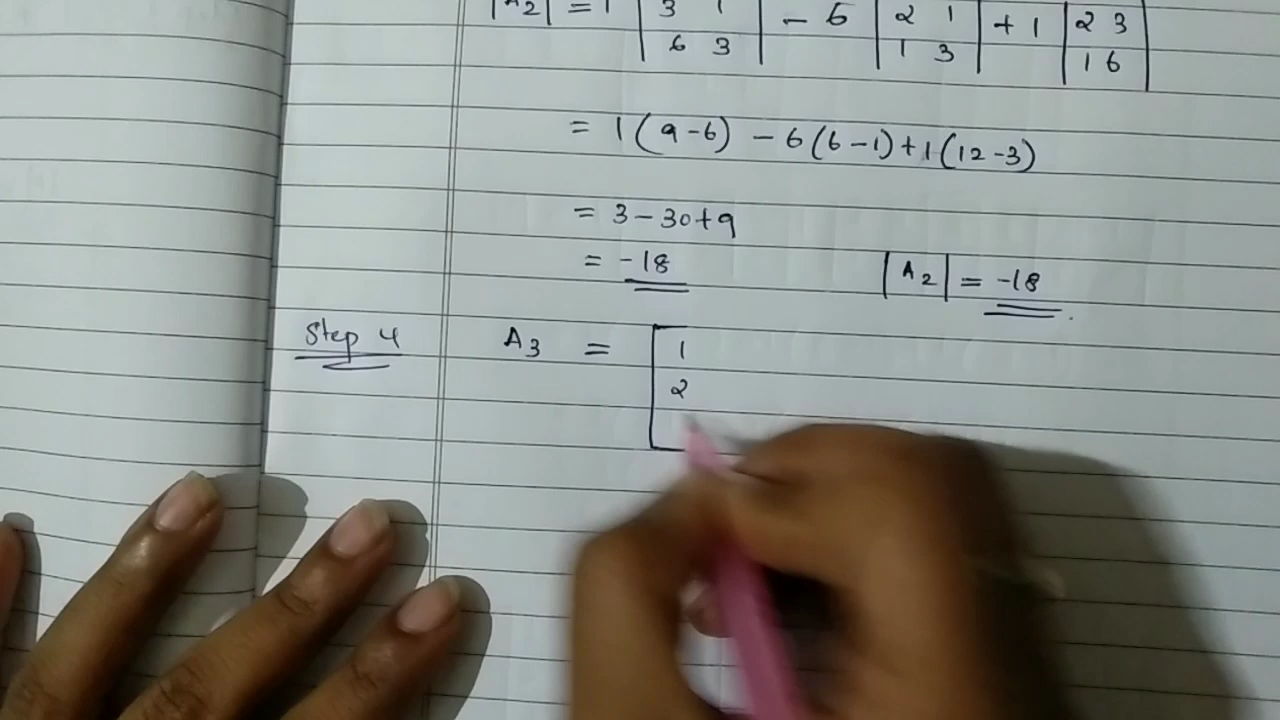 |A2| = 1 | 3 1 | - 6 | 2 1 | + 1 | 2 3 |
6 3 1 3 1 6
= 1(9-6) - 6(6-1) + 1(12-3)
= 3 - 30 + 9
= -18 |A2| = -18
Step 4 A3 = [ 1
2